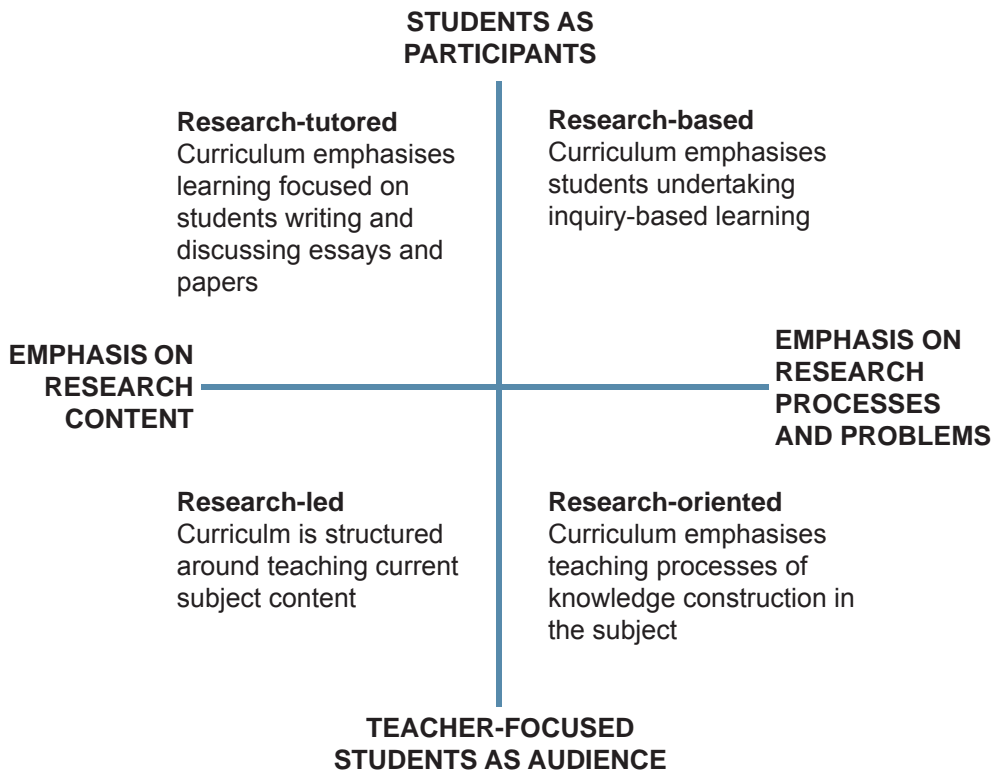 STUDENTS AS
PARTICIPANTS
Research-tutored
Curriculum emphasises
learning focused on
students writing and
discussing essays and
papers
Research-based
Curriculum emphasises
students undertaking
inquiry-based learning
EMPHASIS ON
RESEARCH
CONTENT
EMPHASIS ON
RESEARCH
PROCESSES
AND PROBLEMS
Research-led
Curriculm is structured
around teaching current
subject content
Research-oriented
Curriculum emphasises
teaching processes of
knowledge construction in
the subject
TEACHER-FOCUSED
STUDENTS AS AUDIENCE